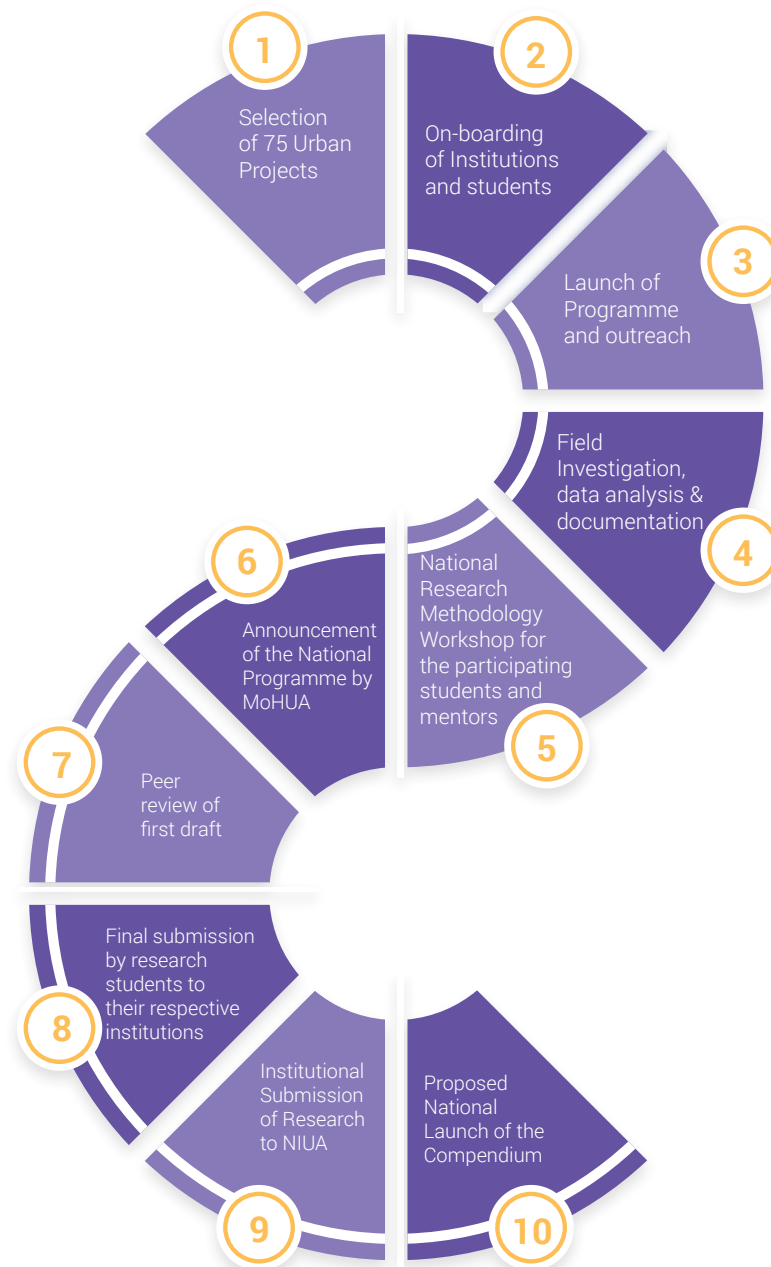 1
Selection
of 75 Urban
Projects
2
On-boarding
of Institutions
and students
3
Launch of
Programme
and outreach
4
Field
Investigation,
data analysis &
documentation
5
National
Research
Methodology
Workshop for
the participating
students and
mentors
6
Announcement
of the National
Programme by
MoHUA
7
Peer
review of
first draft
8
Final submission
by research
students to
their respective
institutions
9
Institutional
Submission
of Research
to NIUA
10
Proposed
National
Launch of the
Compendium